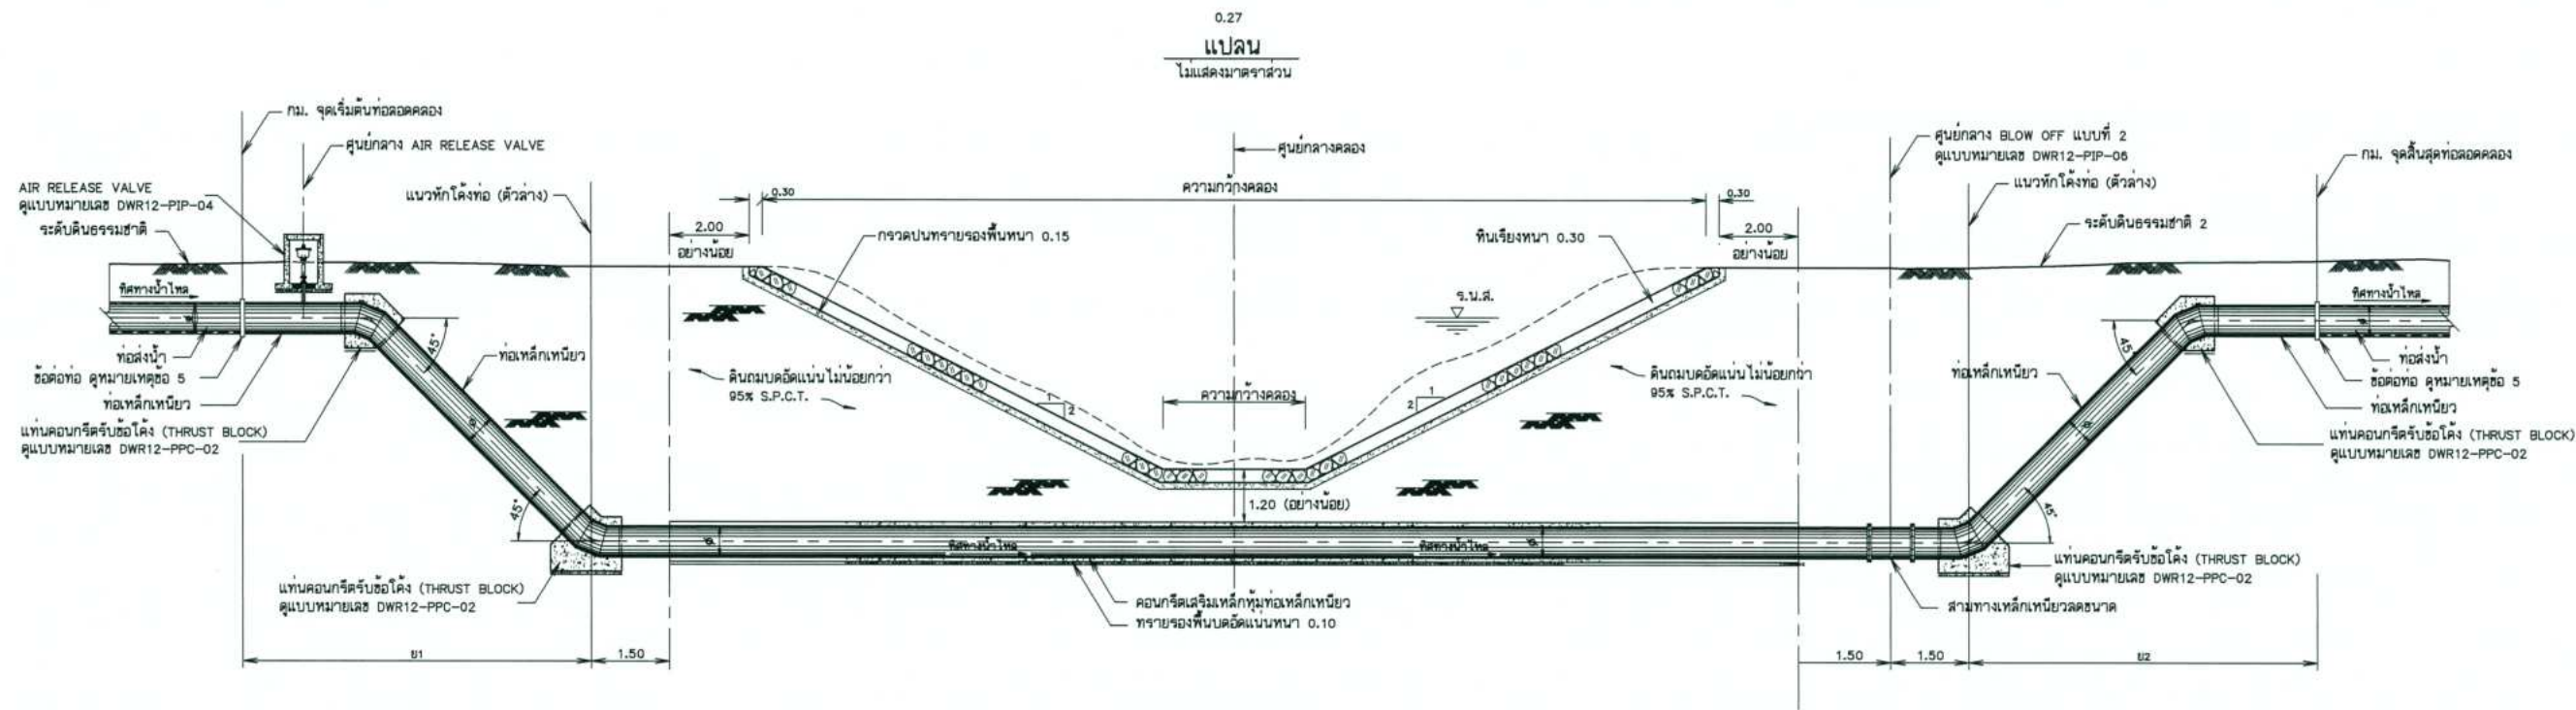 0.27
แปลน
ไม่แสดงมาตราส่วน
กม. จุดเริ่มต้นท่อลอดคลอง
ศูนย์กลาง AIR RELEASE VALVE
AIR RELEASE VALVE
ดูแบบหมายเลข DWR12-PIP-04
ระดับดินธรรมชาติ
แนวหักโค้งท่อ (ตัวล่าง)
2.00
อย่างน้อย
0.30
ความกว้างคลอง
ศูนย์กลางคลอง
0.30
2.00
อย่างน้อย
ศูนย์กลาง BLOW OFF แบบที่ 2
ดูแบบหมายเลข DWR12-PIP-06
แนวหักโค้งท่อ (ตัวล่าง)
กม. จุดสิ้นสุดท่อลอดคลอง
ระดับดินธรรมชาติ 2
กรวดปนทรายรองพื้นหนา 0.15
หินเรียงหนา 0.30
ร.น.ส.
ทิศทางน้ำไหล
ทิศทางน้ำไหล
ø
ø
ท่อส่งน้ำ
ข้อต่อท่อ ดูหมายเหตุข้อ 5
ท่อเหล็กเหนียว
แท่นคอนกรีตรับข้อโค้ง (THRUST BLOCK)
ดูแบบหมายเลข DWR12-PPC-02
45°
ท่อเหล็กเหนียว
ø
45°
ดินถมบดอัดแน่นไม่น้อยกว่า
95% S.P.C.T.
1
2
ความกว้างคลอง
1
2
ดินถมบดอัดแน่นไม่น้อยกว่า
95% S.P.C.T.
45°
ท่อเหล็กเหนียว
ø
45°
ท่อส่งน้ำ
ข้อต่อท่อ ดูหมายเหตุข้อ 5
ท่อเหล็กเหนียว
แท่นคอนกรีตรับข้อโค้ง (THRUST BLOCK)
ดูแบบหมายเลข DWR12-PPC-02
1.20 (อย่างน้อย)
ø
ทิศทางน้ำไหล
ทิศทางน้ำไหล
ø
แท่นคอนกรีตรับข้อโค้ง (THRUST BLOCK)
ดูแบบหมายเลข DWR12-PPC-02
คอนกรีตเสริมเหล็กหุ้มท่อเหล็กเหนียว
ทรายรองพื้นบดอัดแน่นหนา 0.10
แท่นคอนกรีตรับข้อโค้ง (THRUST BLOCK)
ดูแบบหมายเลข DWR12-PPC-02
สามทางเหล็กเหนียวลดขนาด
ย1
1.50
1.50
1.50
ย2